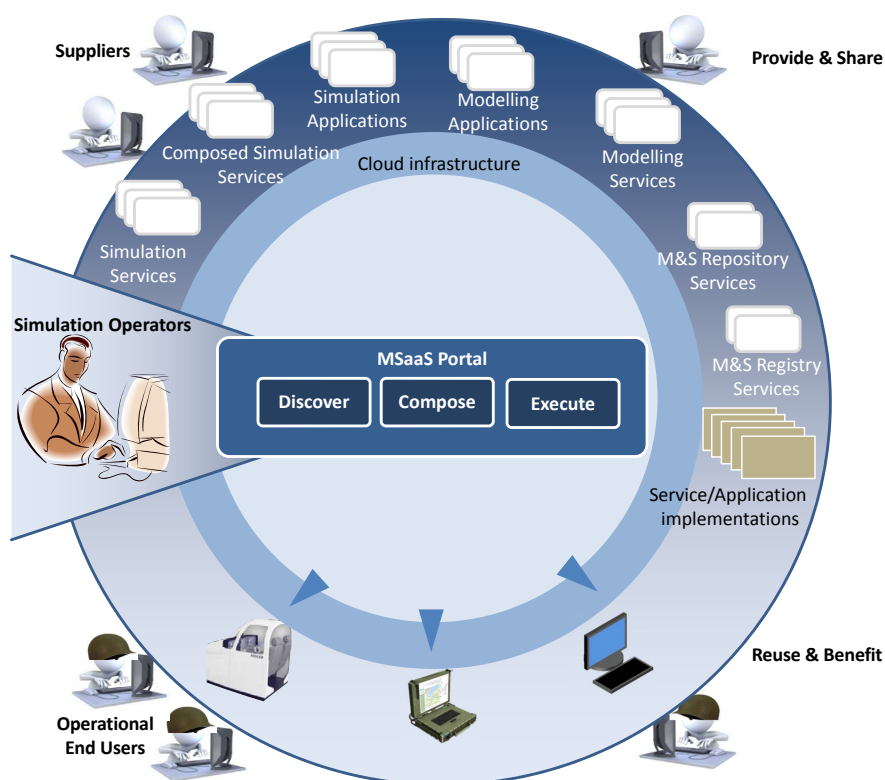 Suppliers
Provide & Share
Simulation
Applications
Modelling
Applications
Composed Simulation
Services
Cloud infrastructure
Modelling
Services
Simulation
Services
M&S Repository
Services
Simulation Operators
MSaaS Portal
Discover
Compose
Execute
M&S Registry
Services
Service/Application
implementations
Reuse & Benefit
Operational
End Users